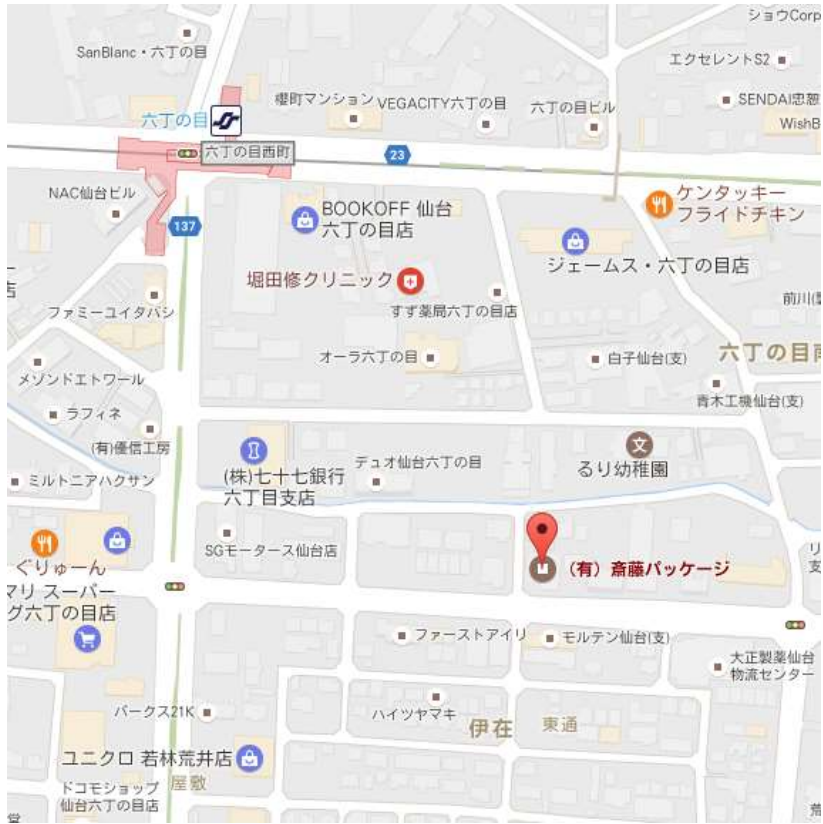 ショウCorp
SanBlanc・六丁の目
エクセレントS2
櫻町マンション
VEGACITY六丁の目
六丁の目ビル
WishB
六丁の目
六丁の目西町
23
NAC仙台ビル
ケンタッキー
フライドチキン
BOOKOFF 仙台
六丁の目店
137
ジェームス・六丁の目店
堀田修クリニック
店
すず薬局六丁の目店
前川(
ファミーユイタバシ
オーラ六丁の目
白子仙台(支)
六丁の目南
メゾンドエトワール
青木工機仙台(支)
ラフィネ
(有)優信工房
るり幼稚園
デュオ仙台六丁の目
(株)七十七銀行
六丁目支店
ミルトニアハクサン
SGモータース仙台店
ぐりゅーん
(有) 斎藤パッケージ
リ
支
マリ スーパー
グ六丁の目店
ファーストアイリ
モルテン仙台(支)
大正製薬仙台
物流センター
パークス21K
ハイツヤマキ
伊在
東通
ユニクロ 若林荒井店
屋敷
ドコモショップ
仙台六丁の目店
堂
荒